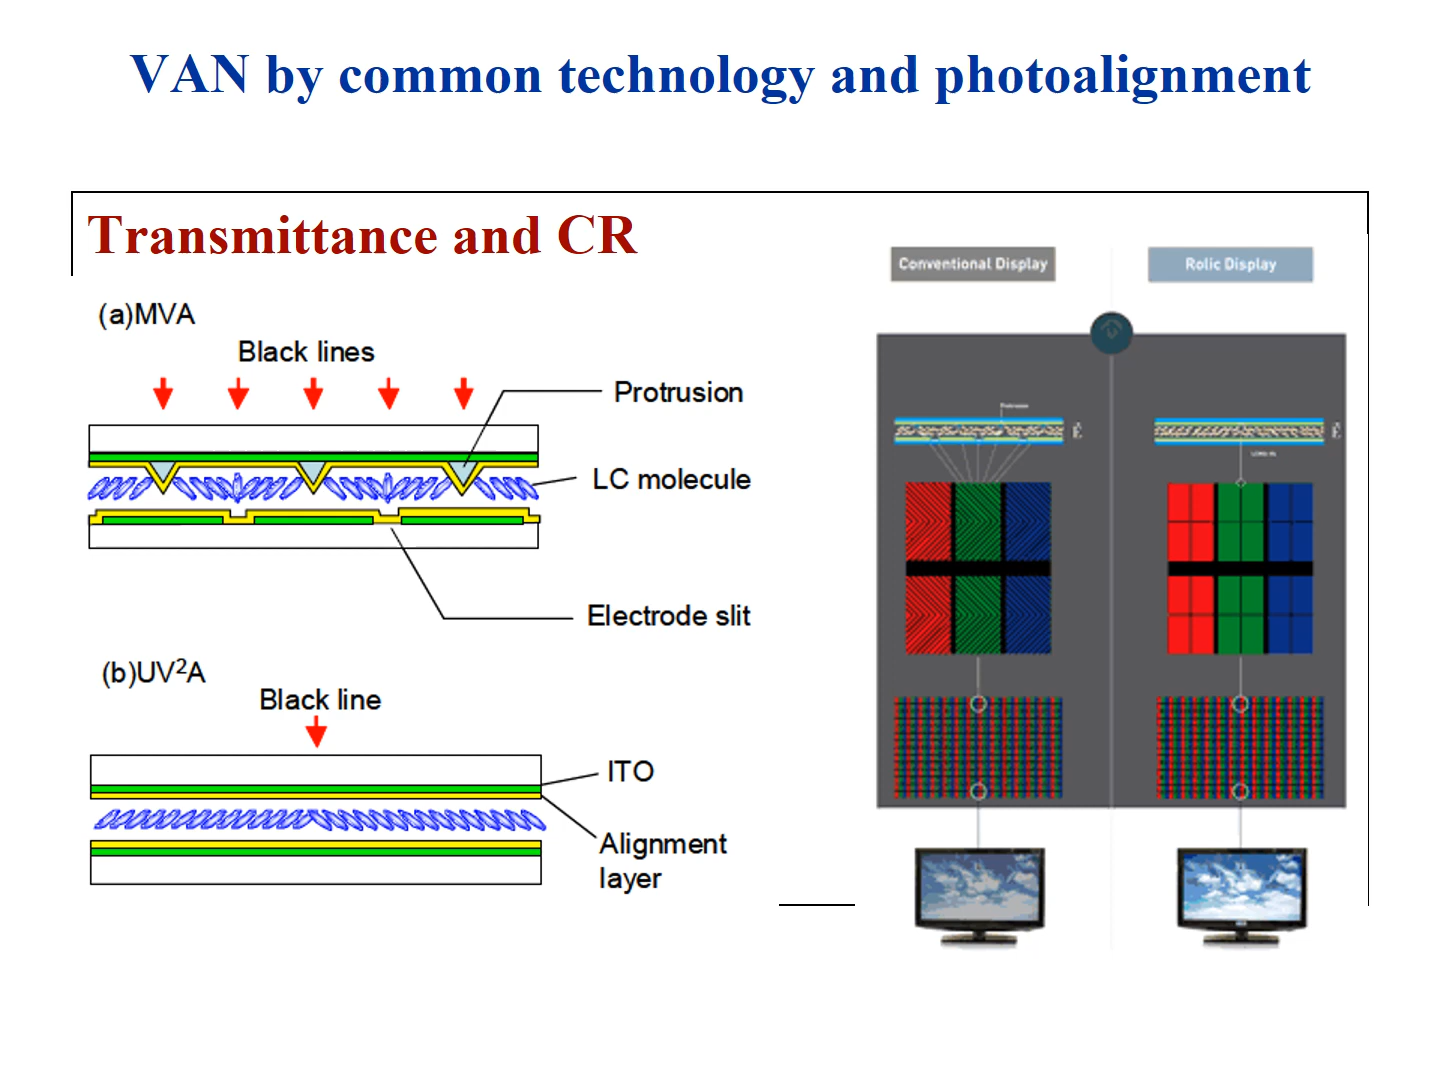 VAN by common technology and photoalignment
Transmittance and CR
(a)MVA
Black lines
Protrusion
LC molecule
Electrode slit
(b)UV²A
Black line
ITO
Alignment
layer
Conventional Display
Rolic Display
Protrusion